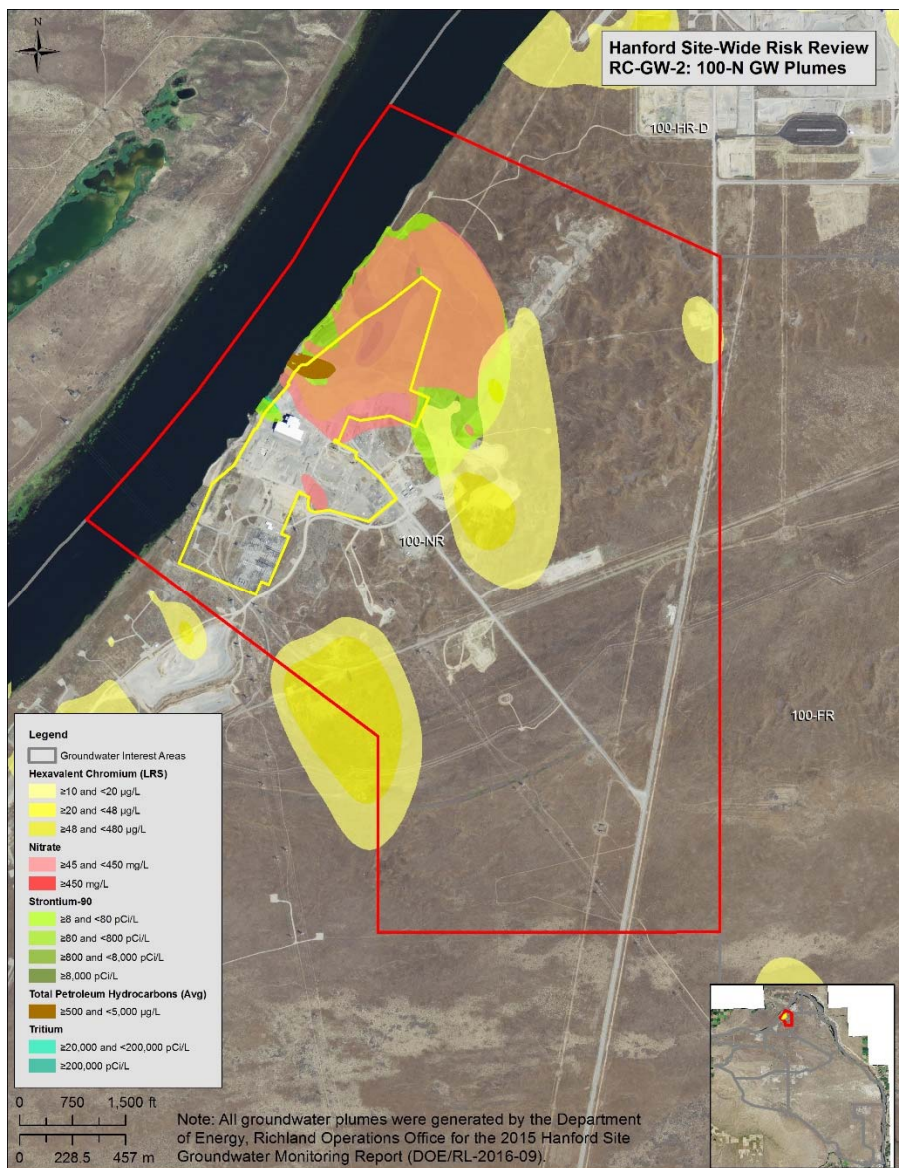 N
Hanford Site-Wide Risk Review
RC-GW-2: 100-N GW Plumes
100-HR-D
100-NR
100-FR
Legend
Groundwater Interest Areas
Hexavalent Chromium (LRS)
≥10 and <20 µg/L
≥20 and <48 µg/L
≥48 and <480 µg/L
Nitrate
≥45 and <450 mg/L
≥450 mg/L
Strontium-90
≥8 and <80 pCi/L
≥80 and <800 pCi/L
≥800 and <8,000 pCi/L
≥8,000 pCi/L
Total Petroleum Hydrocarbons (Avg)
≥500 and <5,000 µg/L
Tritium
≥20,000 and <200,000 pCi/L
≥200,000 pCi/L
0 750 1,500 ft
0 228.5 457 m
Note: All groundwater plumes were generated by the Department
of Energy, Richland Operations Office for the 2015 Hanford Site
Groundwater Monitoring Report (DOE/RL-2016-09).